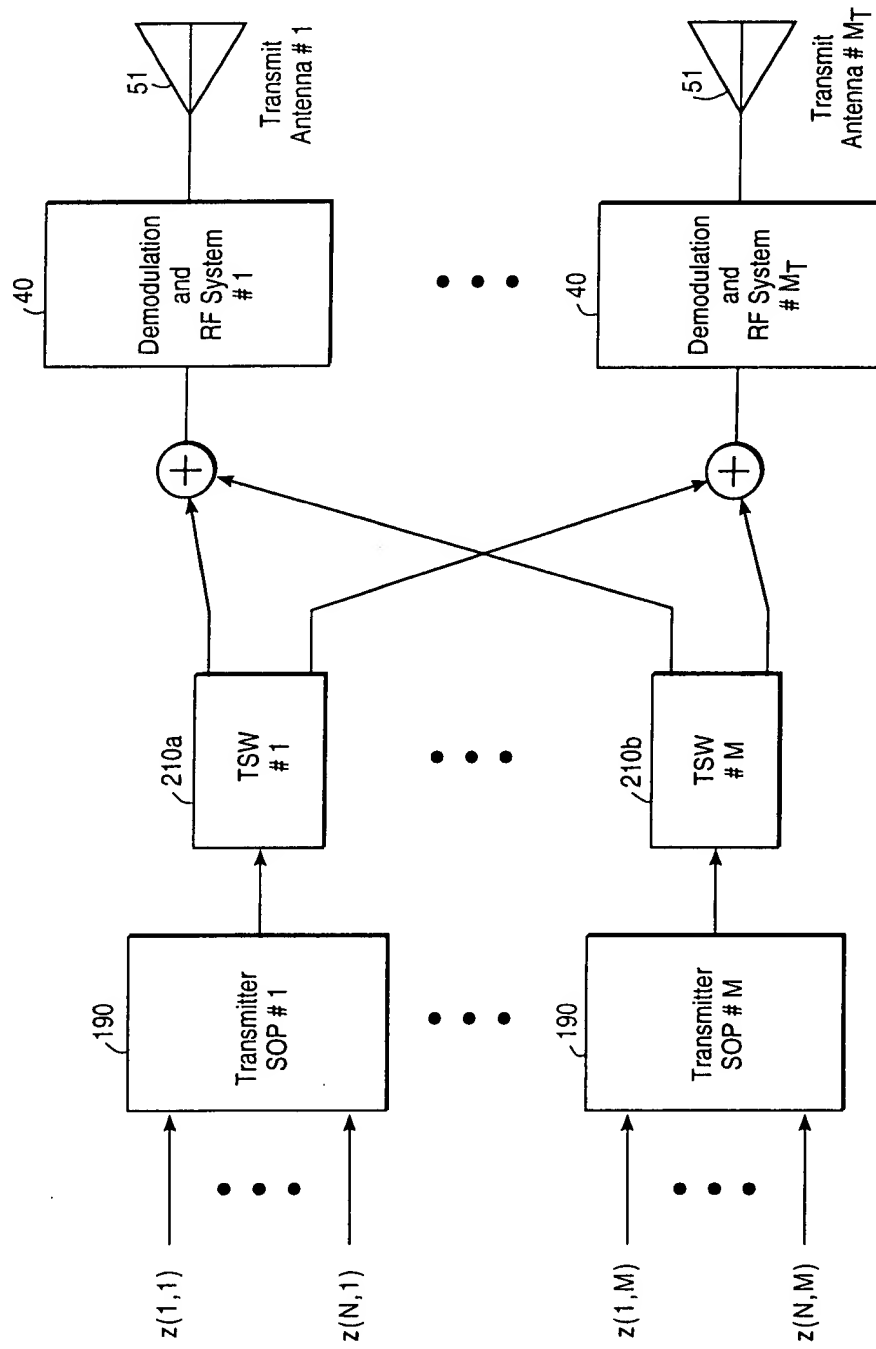 z(1,1)
z(N,1)
z(1,M)
z(N,M)
190
Transmitter
SOP # 1
190
Transmitter
SOP # M
210a
TSW
# 1
210b
TSW
# M
+
+
40
Demodulation
and
RF System
# 1
40
Demodulation
and
RF System
# MT
51
Transmit
Antenna # 1
51
Transmit
Antenna # MT